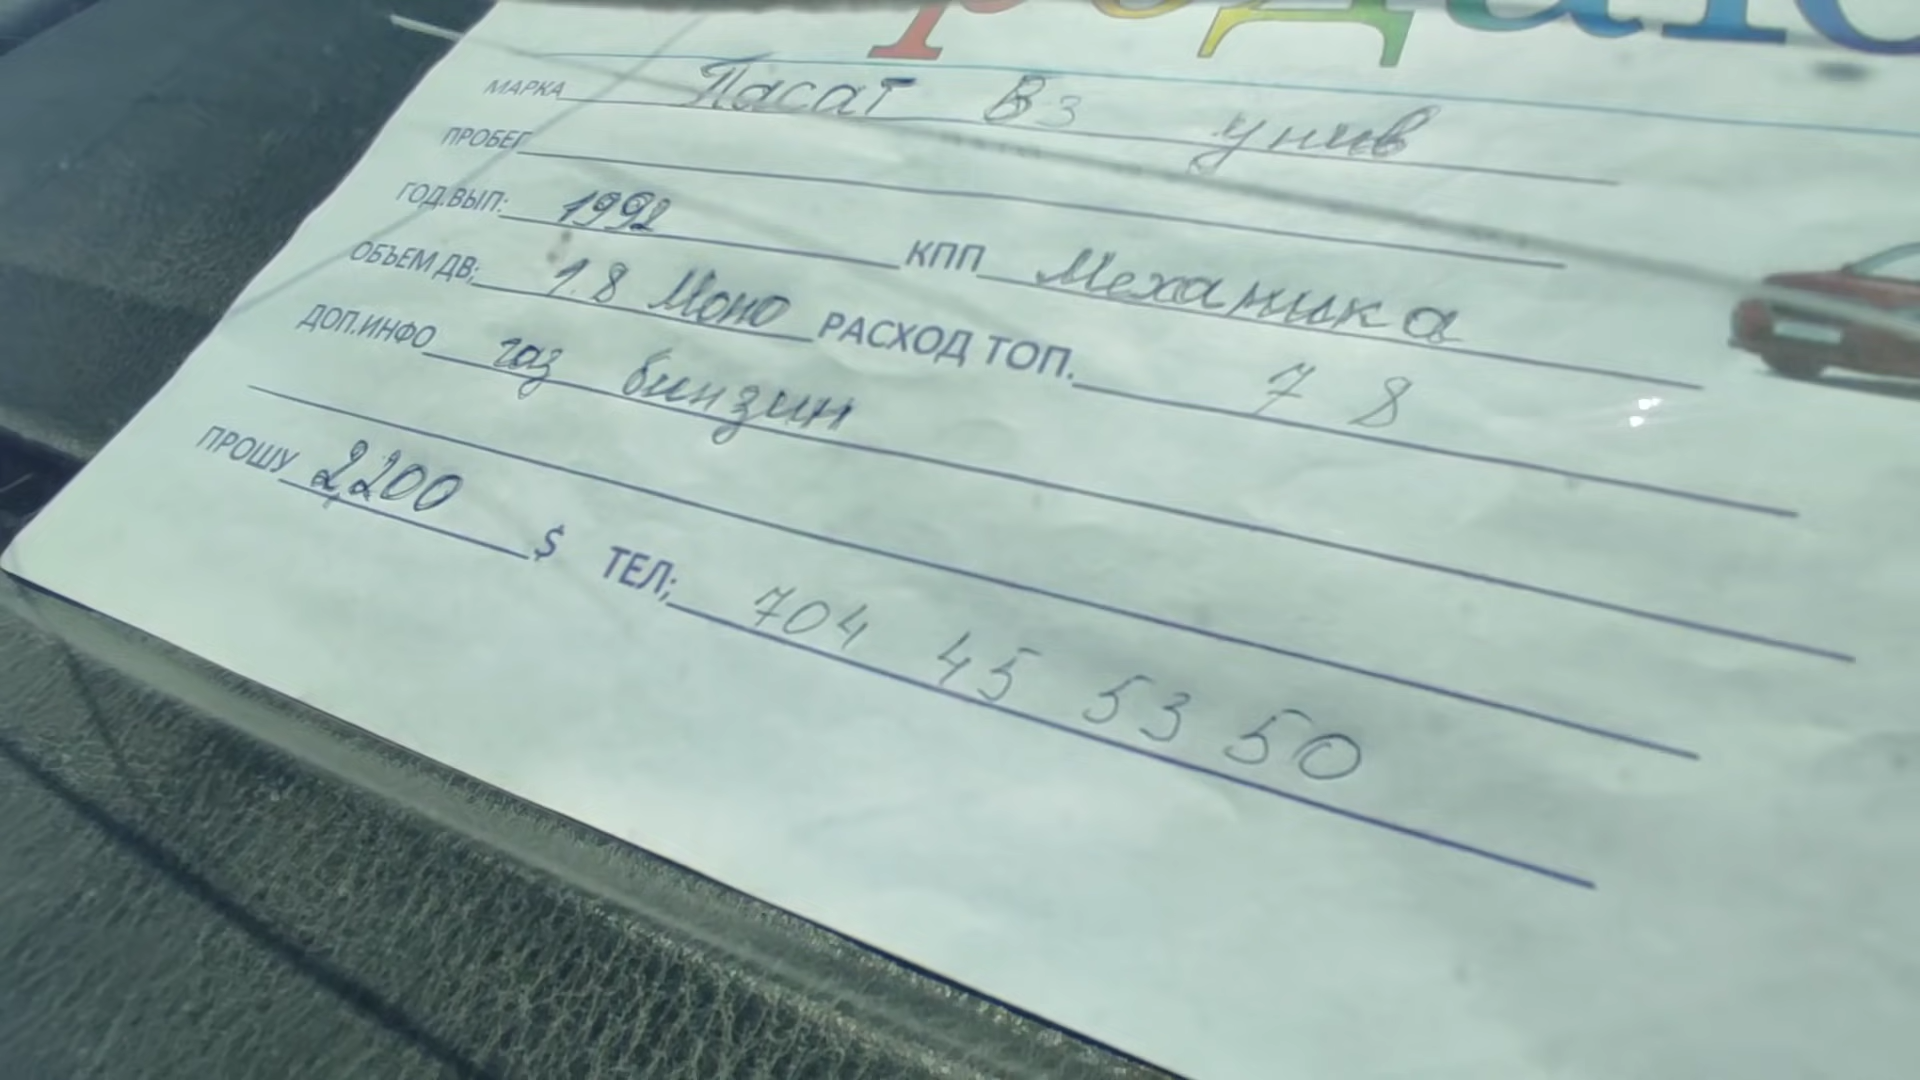 родаю
МАРКА Пасат В3 унив
ПРОБЕГ
ГОД.ВЫП: 1992 КПП Механика
ОБЪЕМ ДВ; 1.8 Моно РАСХОД ТОП. 7 8
ДОП.ИНФО газ бинзин
ПРОШУ 2200 $ ТЕЛ; 704 45 53 50